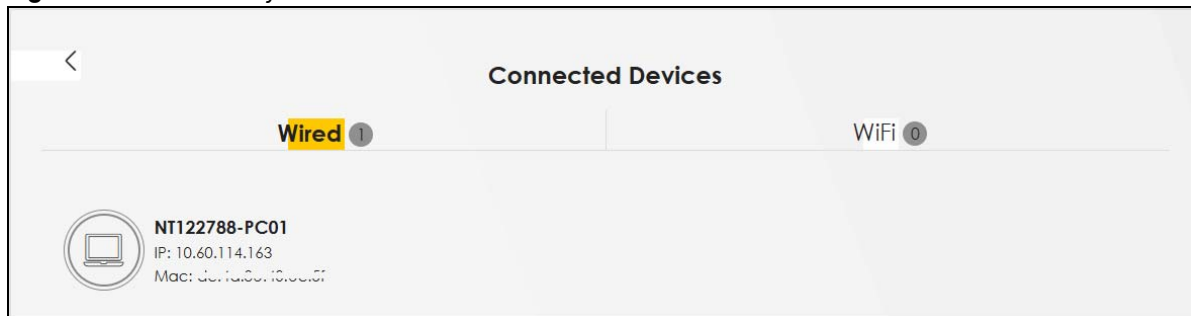 Connected Devices
Wired 1
WiFi 0
NT122788-PC01
IP: 10.60.114.163
Mac: